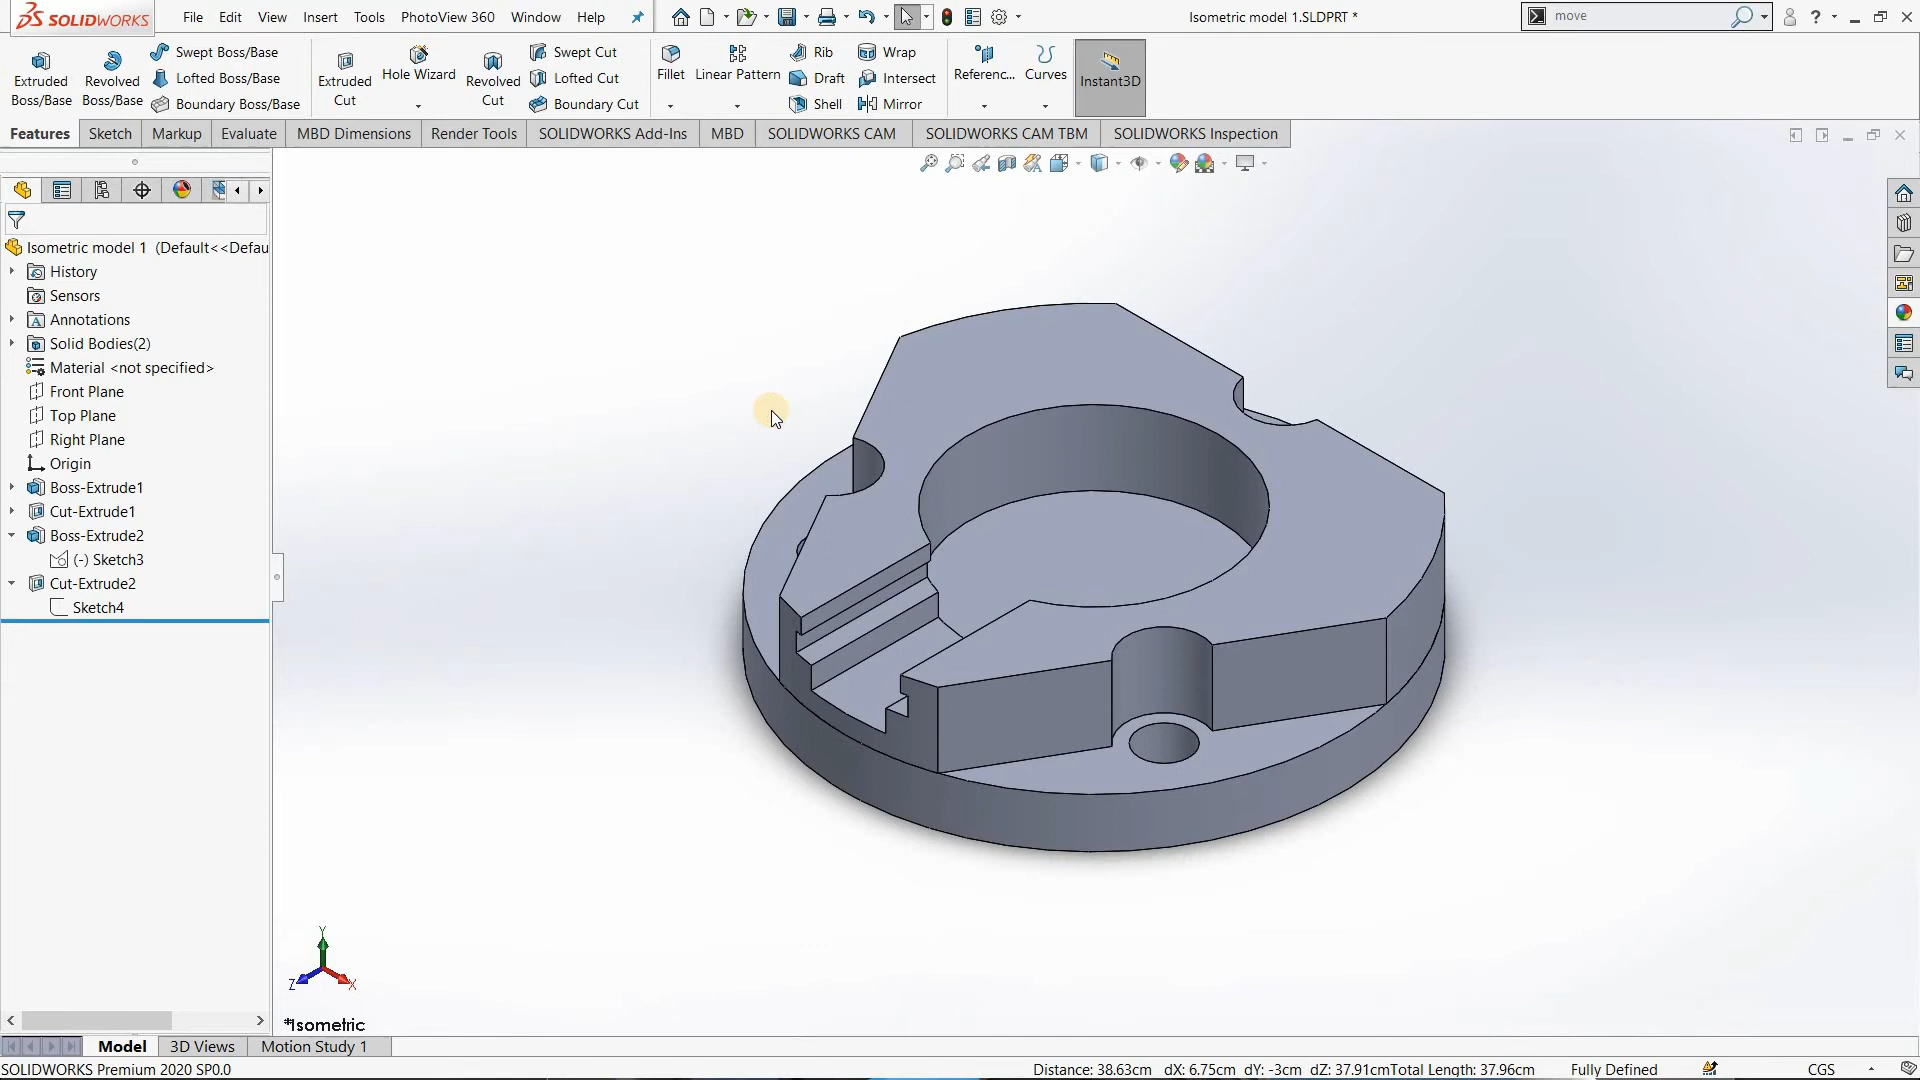 SOLIDWORKS File Edit View Insert Tools PhotoView 360 Window Help Isometric model 1.SLDPRT * move ?
Extruded Boss/Base
Revolved Boss/Base
Swept Boss/Base
Lofted Boss/Base
Boundary Boss/Base
Extruded Cut
Hole Wizard
Revolved Cut
Swept Cut
Lofted Cut
Boundary Cut
Fillet
Linear Pattern
Rib
Draft
Shell
Wrap
Intersect
Mirror
Referenc...
Curves
Instant3D
Features Sketch Markup Evaluate MBD Dimensions Render Tools SOLIDWORKS Add-Ins MBD SOLIDWORKS CAM SOLIDWORKS CAM TBM SOLIDWORKS Inspection
Isometric model 1 (Default<<Defau
History
Sensors
Annotations
Solid Bodies(2)
Material <not specified>
Front Plane
Top Plane
Right Plane
Origin
Boss-Extrude1
Cut-Extrude1
Boss-Extrude2
(-) Sketch3
Cut-Extrude2
Sketch4
Y
Z X
*Isometric
Model 3D Views Motion Study 1
SOLIDWORKS Premium 2020 SP0.0 Distance: 38.63cm dX: 6.75cm dY: -3cm dZ: 37.91cmTotal Length: 37.96cm Fully Defined CGS